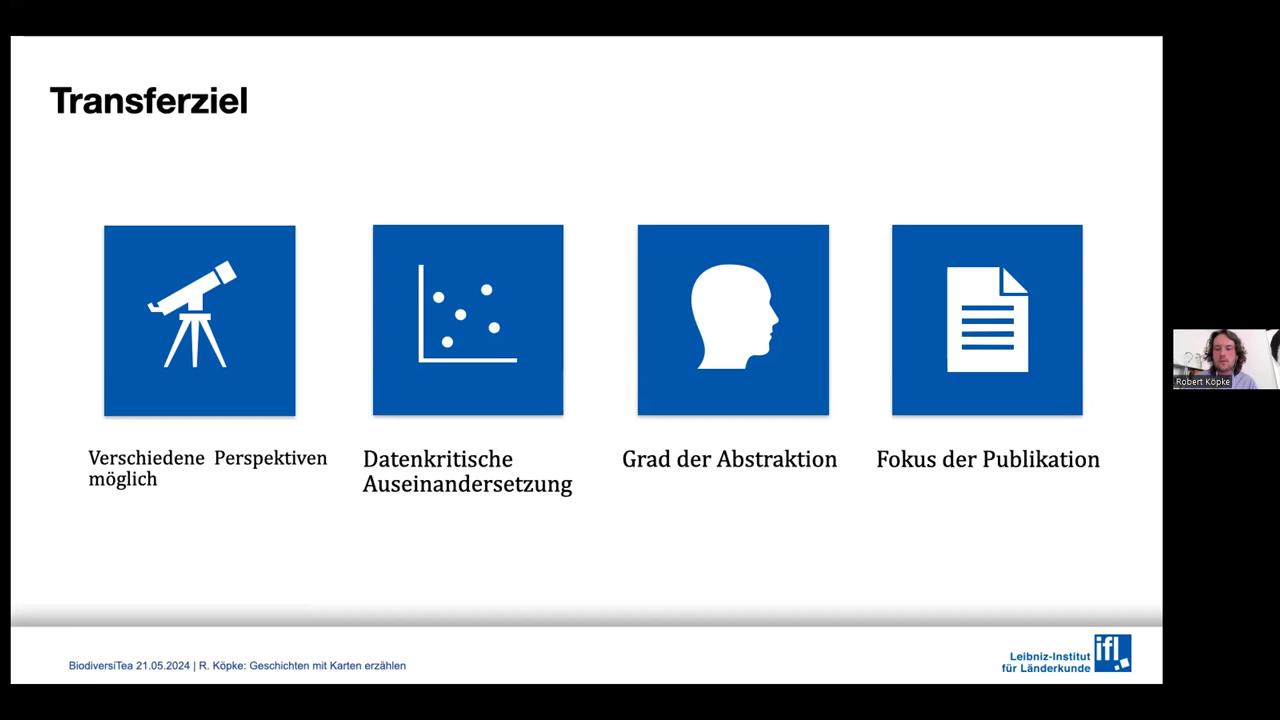 Transferziel
Verschiedene Perspektiven
möglich
Datenkritische
Auseinandersetzung
Grad der Abstraktion
Fokus der Publikation
Robert Köpke
BiodiversiTea 21.05.2024 | R. Köpke: Geschichten mit Karten erzählen
Leibniz-Institut
für Länderkunde
ifl